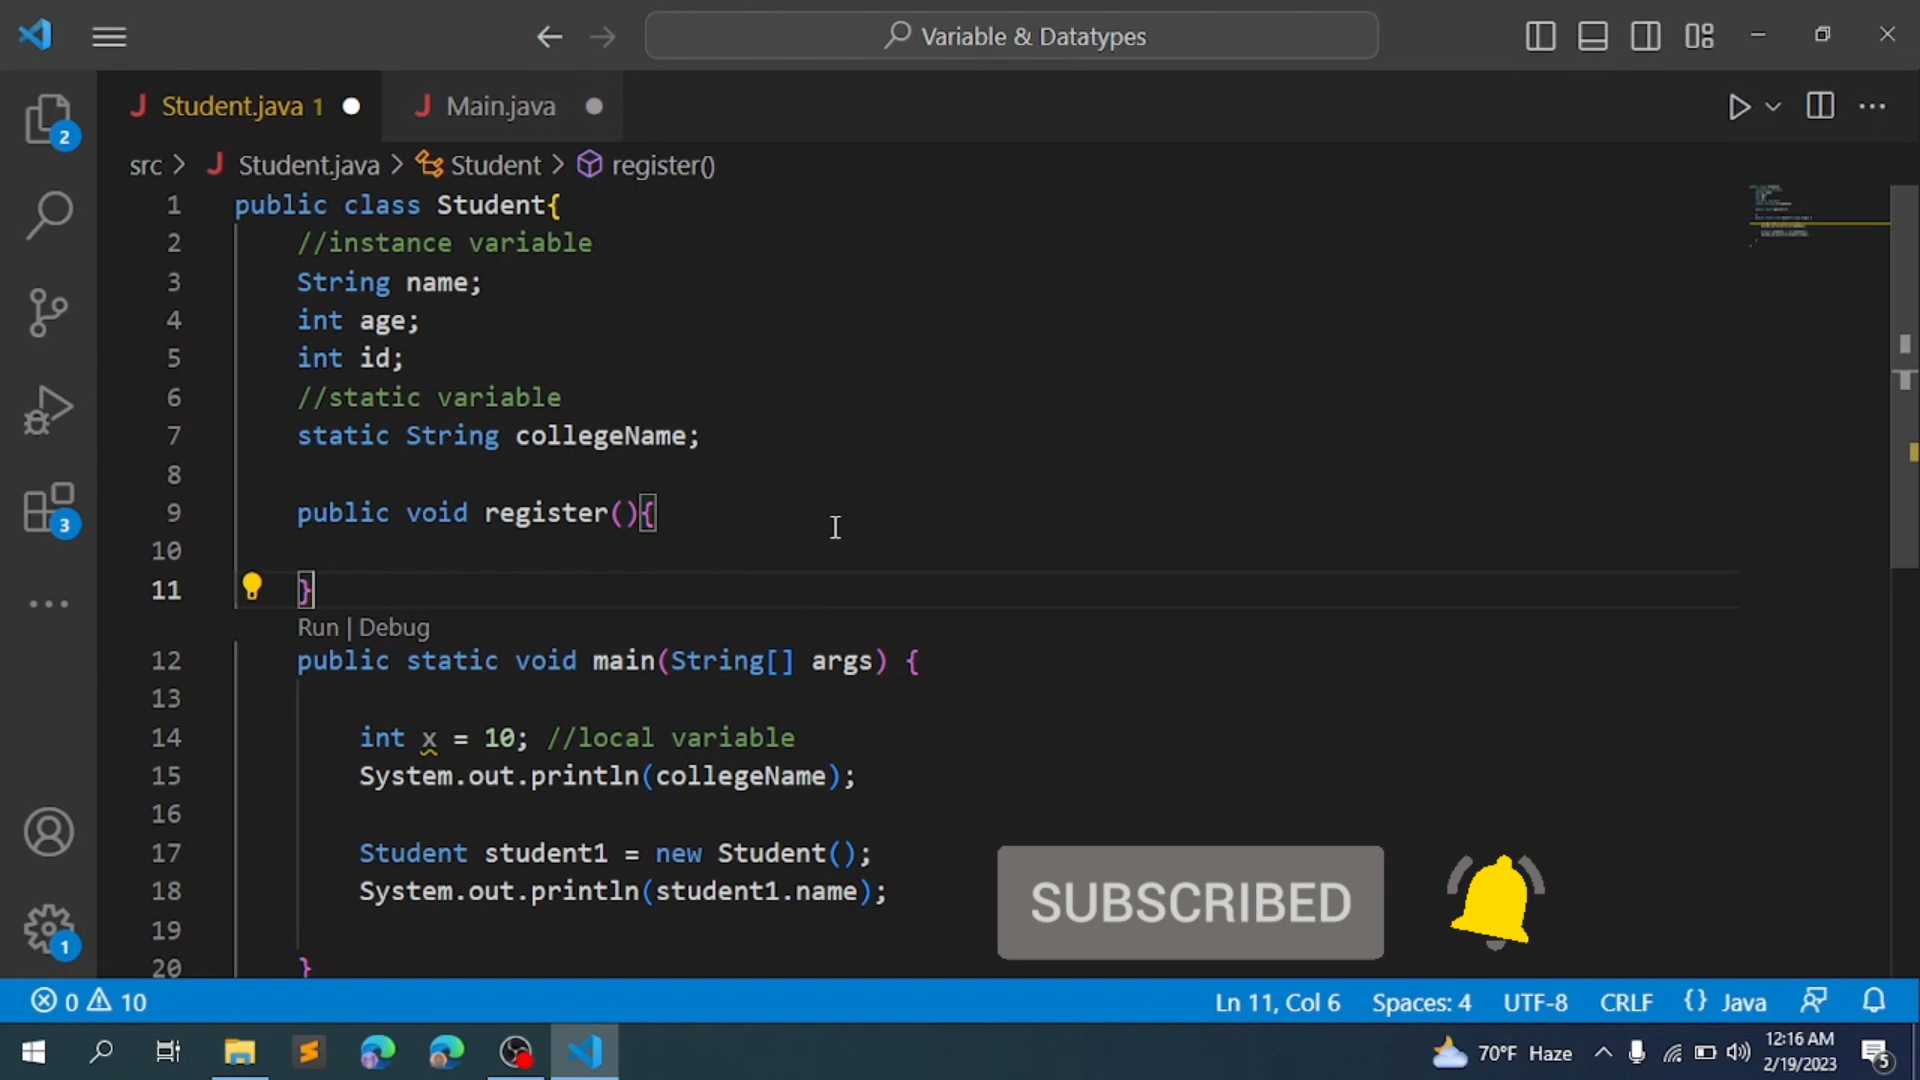 Variable & Datatypes
Student.java 1
Main.java
2
src > Student.java > Student > register()
1 public class Student{
2 //instance variable
3 String name;
4 int age;
5 int id;
6 //static variable
7 static String collegeName;
8
9 public void register(){
10
11 }
3
Run | Debug
12 public static void main(String[] args) {
13
14 int x = 10; //local variable
15 System.out.println(collegeName);
16
17 Student student1 = new Student();
18 System.out.println(student1.name);
19
20 }
SUBSCRIBED
1
0 10
Ln 11, Col 6 Spaces: 4 UTF-8 CRLF {} Java
70°F Haze
12:16 AM
2/19/2023
5